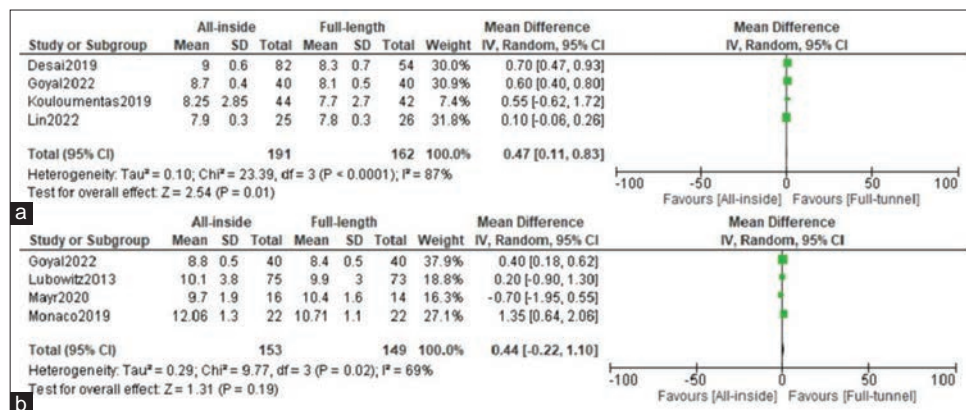 All-inside Full-length Mean Difference Mean Difference
Study or Subgroup Mean SD Total Mean SD Total Weight IV, Random, 95% CI IV, Random, 95% CI
Desai2019 9 0.6 82 8.3 0.7 54 30.0% 0.70 [0.47, 0.93]
Goyal2022 8.7 0.4 40 8.1 0.5 40 30.9% 0.60 [0.40, 0.80]
Kouloumentas2019 8.25 2.85 44 7.7 2.7 42 7.4% 0.55 [-0.62, 1.72]
Lin2022 7.9 0.3 25 7.8 0.3 26 31.8% 0.10 [-0.06, 0.26]
Total (95% CI) 191 162 100.0% 0.47 [0.11, 0.83]
Heterogeneity: Tau² = 0.10; Chi² = 23.39, df = 3 (P < 0.0001); I² = 87%
Test for overall effect: Z = 2.54 (P = 0.01)
-100 -50 0 50 100
Favours [All-inside] Favours [Full-tunnel]
a
All-inside Full-length Mean Difference Mean Difference
Study or Subgroup Mean SD Total Mean SD Total Weight IV, Random, 95% CI IV, Random, 95% CI
Goyal2022 8.8 0.5 40 8.4 0.5 40 37.9% 0.40 [0.18, 0.62]
Lubowitz2013 10.1 3.8 75 9.9 3 73 18.8% 0.20 [-0.90, 1.30]
Mayr2020 9.7 1.9 16 10.4 1.6 14 16.3% -0.70 [-1.95, 0.55]
Monaco2019 12.06 1.3 22 10.71 1.1 22 27.1% 1.35 [0.64, 2.06]
Total (95% CI) 153 149 100.0% 0.44 [-0.22, 1.10]
Heterogeneity: Tau² = 0.29; Chi² = 9.77, df = 3 (P = 0.02); I² = 69%
Test for overall effect: Z = 1.31 (P = 0.19)
-100 -50 0 50 100
Favours [All-inside] Favours [Full-tunnel]
b